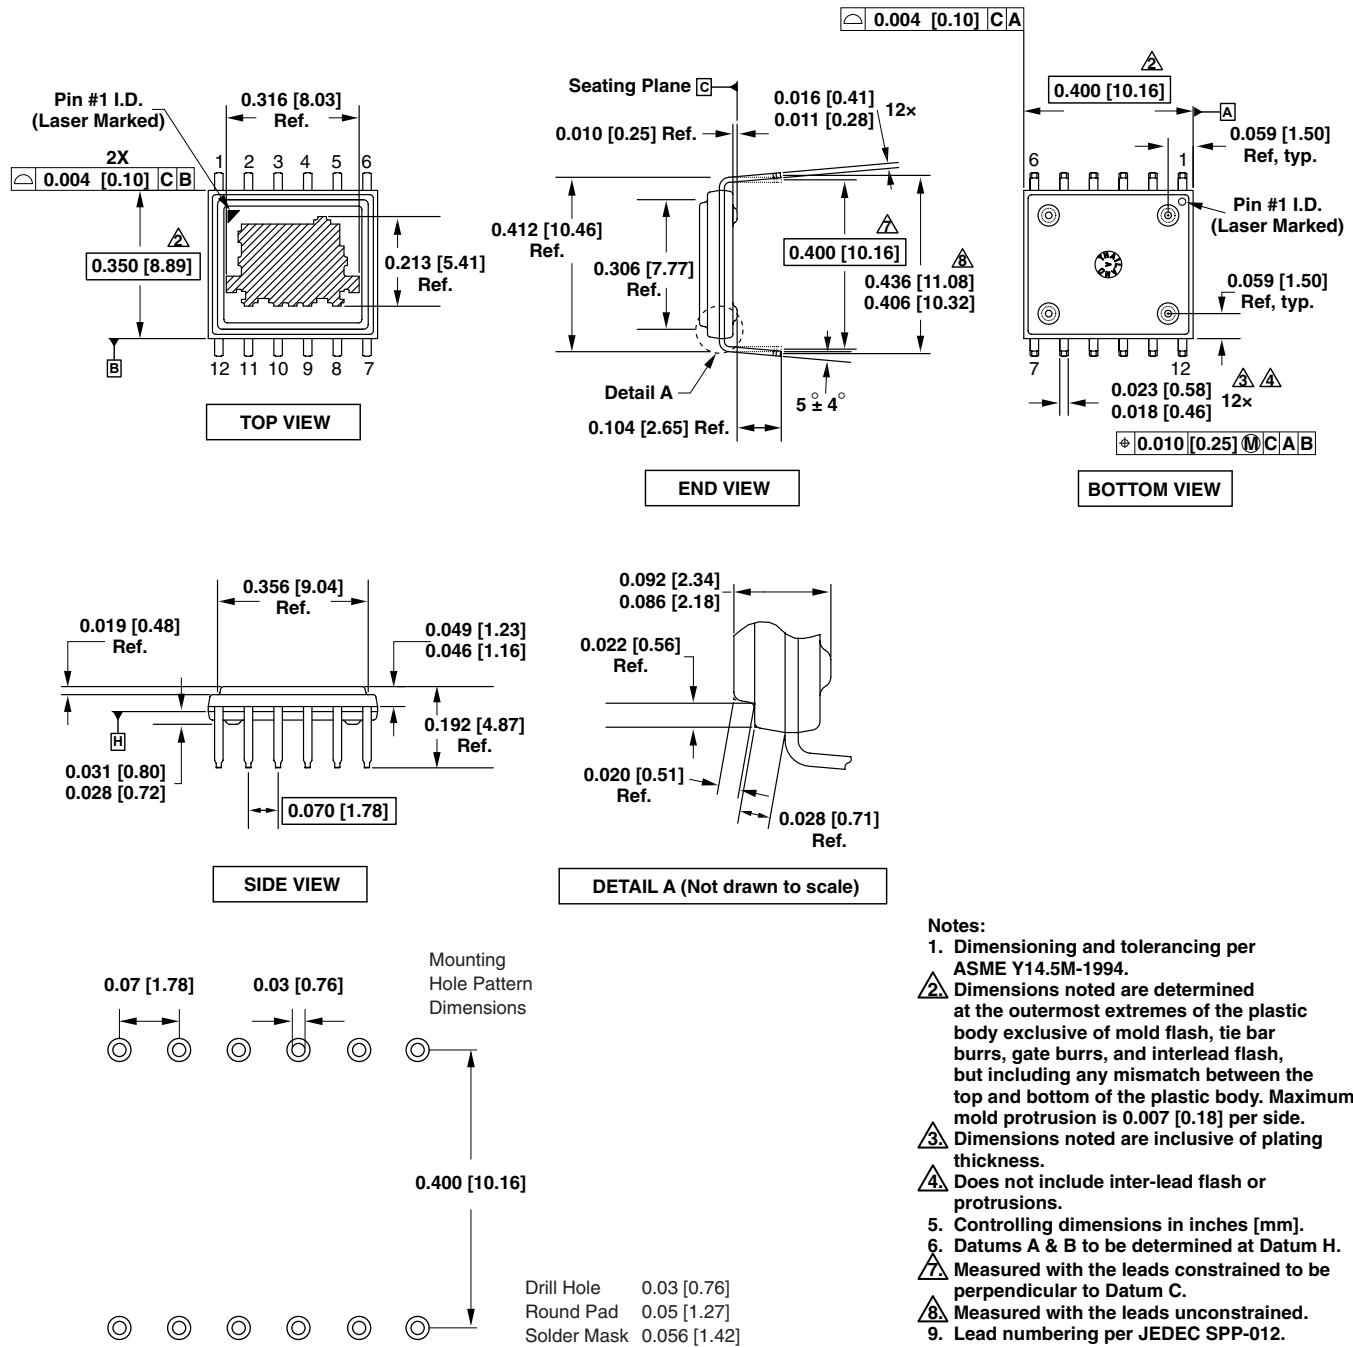 ⌓ 0.004 [0.10] C A
Pin #1 I.D.
(Laser Marked)
0.316 [8.03]
Ref.
2X
⌓ 0.004 [0.10] C B
1 2 3 4 5 6
2
0.350 [8.89]
0.213 [5.41]
Ref.
B
12 11 10 9 8 7
TOP VIEW
Seating Plane C
0.016 [0.41]
0.011 [0.28]
12×
0.010 [0.25] Ref.
0.412 [10.46]
Ref.
0.306 [7.77]
Ref.
7
0.400 [10.16]
8
0.436 [11.08]
0.406 [10.32]
Detail A
5° ± 4°
0.104 [2.65] Ref.
END VIEW
2
0.400 [10.16]
A
0.059 [1.50]
Ref, typ.
6 1
Pin #1 I.D.
(Laser Marked)
0.059 [1.50]
Ref, typ.
7 12
0.023 [0.58]
0.018 [0.46]
12×
3 4
⌖ 0.010 [0.25] Ⓜ C A B
BOTTOM VIEW
0.356 [9.04]
Ref.
0.019 [0.48]
Ref.
0.049 [1.23]
0.046 [1.16]
0.192 [4.87]
Ref.
H
0.031 [0.80]
0.028 [0.72]
0.070 [1.78]
SIDE VIEW
0.092 [2.34]
0.086 [2.18]
0.022 [0.56]
Ref.
0.020 [0.51]
Ref.
0.028 [0.71]
Ref.
DETAIL A (Not drawn to scale)
Mounting
Hole Pattern
Dimensions
0.07 [1.78]
0.03 [0.76]
0.400 [10.16]
Drill Hole 0.03 [0.76]
Round Pad 0.05 [1.27]
Solder Mask 0.056 [1.42]
Notes:
1. Dimensioning and tolerancing per
ASME Y14.5M-1994.
2. Dimensions noted are determined
at the outermost extremes of the plastic
body exclusive of mold flash, tie bar
burrs, gate burrs, and interlead flash,
but including any mismatch between the
top and bottom of the plastic body. Maximum
mold protrusion is 0.007 [0.18] per side.
3. Dimensions noted are inclusive of plating
thickness.
4. Does not include inter-lead flash or
protrusions.
5. Controlling dimensions in inches [mm].
6. Datums A & B to be determined at Datum H.
7. Measured with the leads constrained to be
perpendicular to Datum C.
8. Measured with the leads unconstrained.
9. Lead numbering per JEDEC SPP-012.